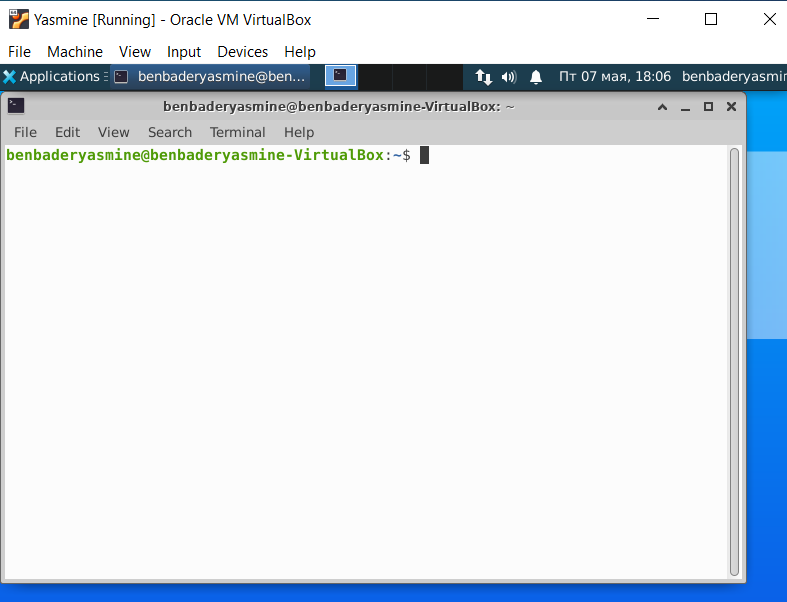 Yasmine [Running] - Oracle VM VirtualBox
File Machine View Input Devices Help
Applications benbaderyasmine@ben... Пт 07 мая, 18:06 benbaderyasmin
benbaderyasmine@benbaderyasmine-VirtualBox: ~
File Edit View Search Terminal Help
benbaderyasmine@benbaderyasmine-VirtualBox:~$